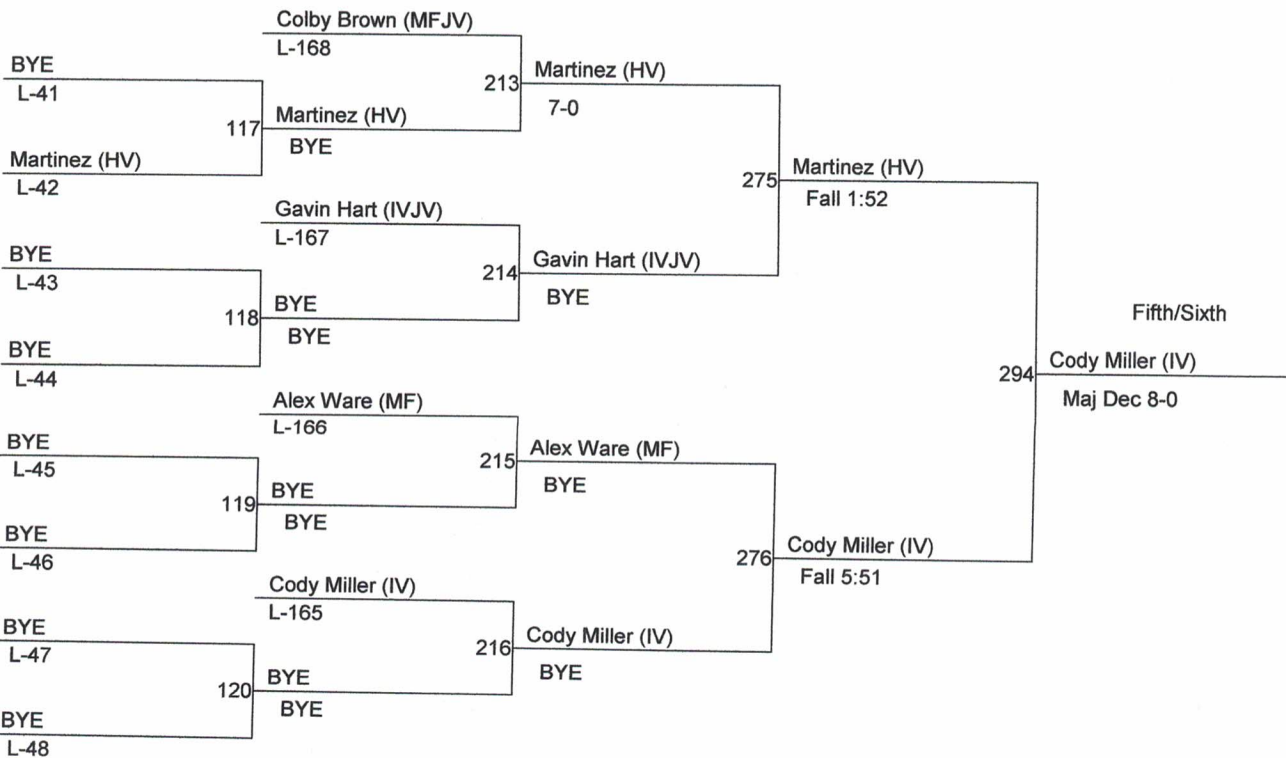 Colby Brown (MFJV)
L-168
BYE
L-41
213
Martinez (HV)
7-0
117
Martinez (HV)
BYE
Martinez (HV)
L-42
275
Martinez (HV)
Fall 1:52
Gavin Hart (IVJV)
L-167
BYE
L-43
214
Gavin Hart (IVJV)
BYE
118
BYE
BYE
BYE
L-44
Fifth/Sixth
294
Cody Miller (IV)
Maj Dec 8-0
Alex Ware (MF)
L-166
BYE
L-45
215
Alex Ware (MF)
BYE
119
BYE
BYE
BYE
L-46
276
Cody Miller (IV)
Fall 5:51
Cody Miller (IV)
L-165
BYE
L-47
216
Cody Miller (IV)
BYE
120
BYE
BYE
BYE
L-48